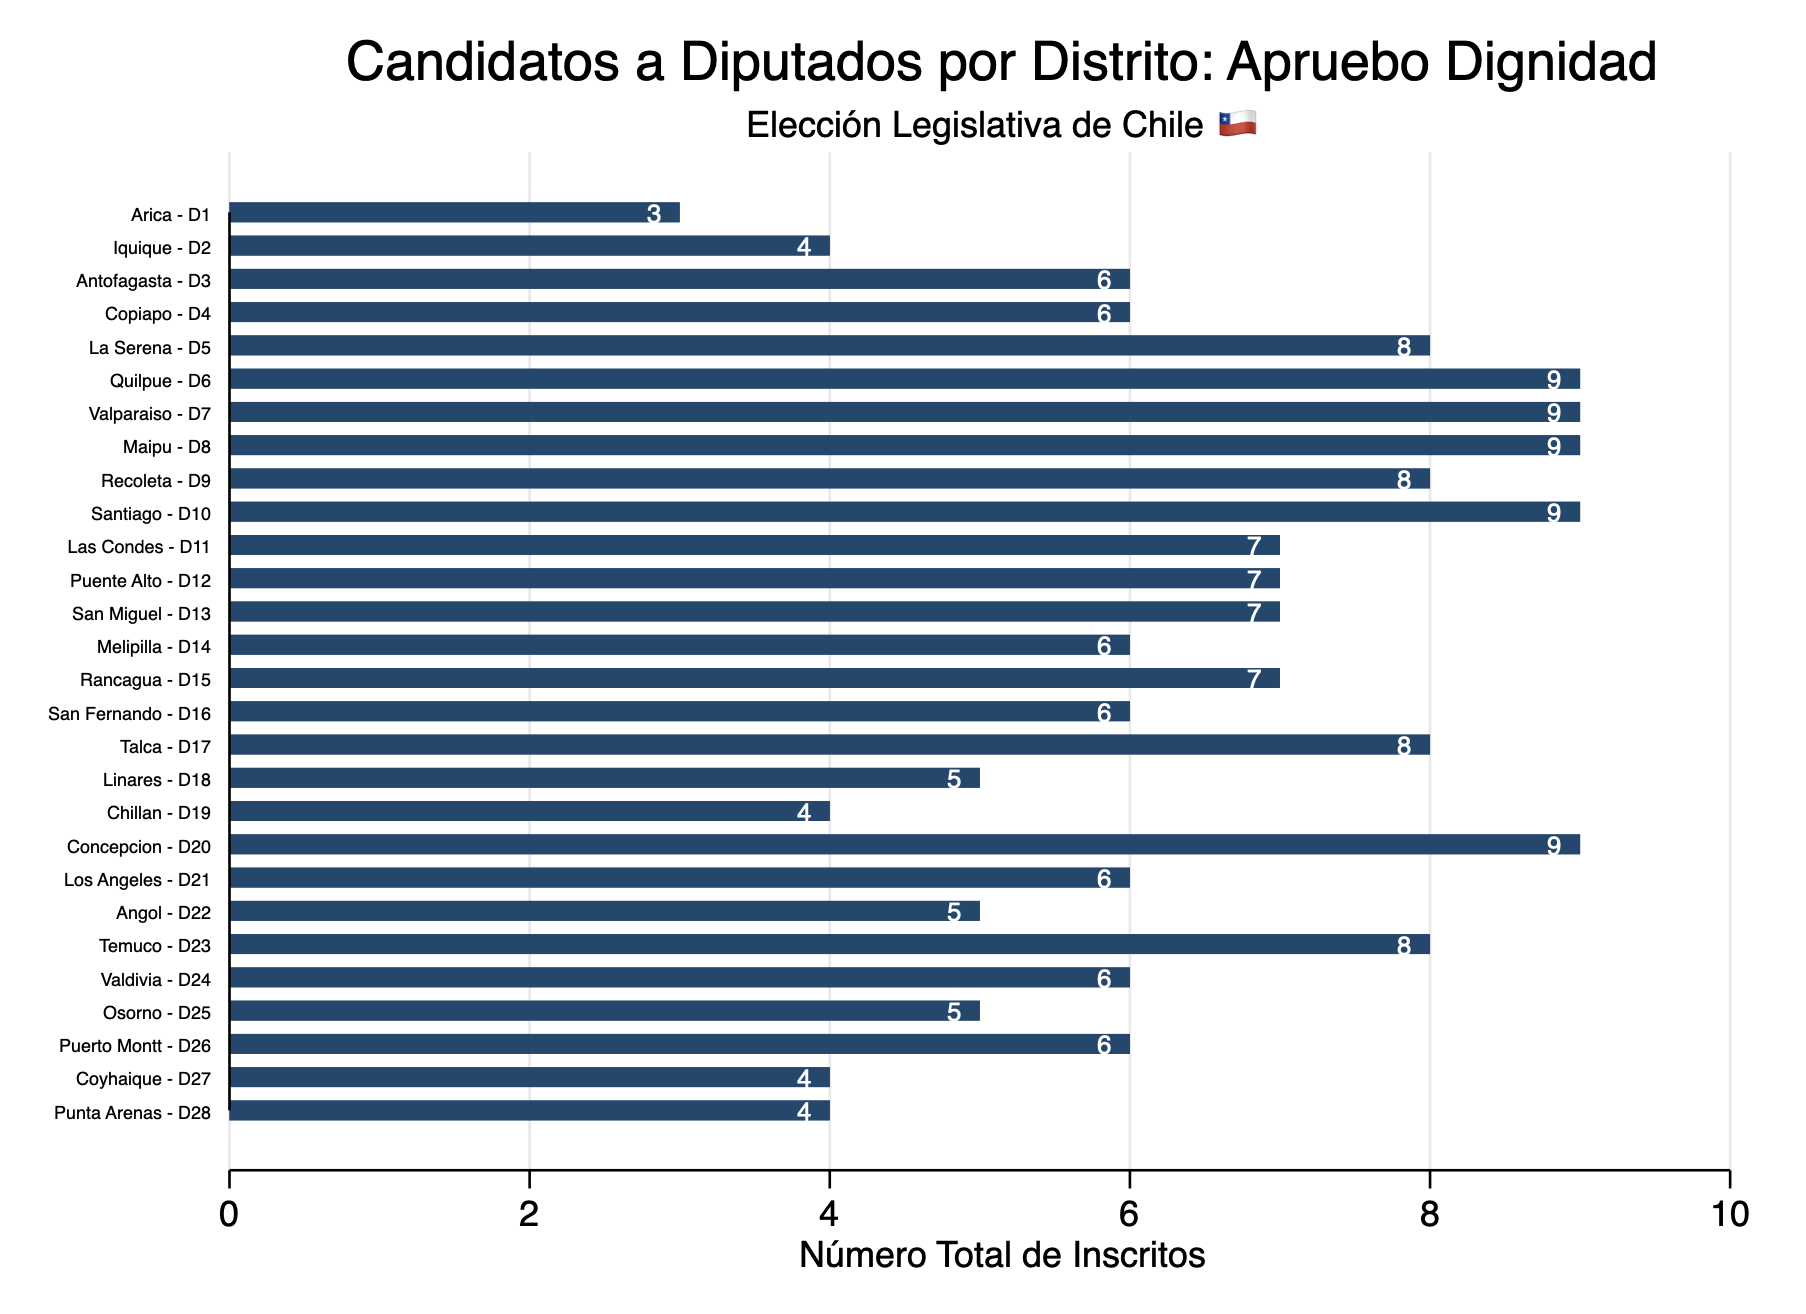 Candidatos a Diputados por Distrito: Apruebo Dignidad
Elección Legislativa de Chile 🇨🇱
Arica - D1 3
Iquique - D2 4
Antofagasta - D3 6
Copiapo - D4 6
La Serena - D5 8
Quilpue - D6 9
Valparaiso - D7 9
Maipu - D8 9
Recoleta - D9 8
Santiago - D10 9
Las Condes - D11 7
Puente Alto - D12 7
San Miguel - D13 7
Melipilla - D14 6
Rancagua - D15 7
San Fernando - D16 6
Talca - D17 8
Linares - D18 5
Chillan - D19 4
Concepcion - D20 9
Los Angeles - D21 6
Angol - D22 5
Temuco - D23 8
Valdivia - D24 6
Osorno - D25 5
Puerto Montt - D26 6
Coyhaique - D27 4
Punta Arenas - D28 4
0 2 4 6 8 10
Número Total de Inscritos